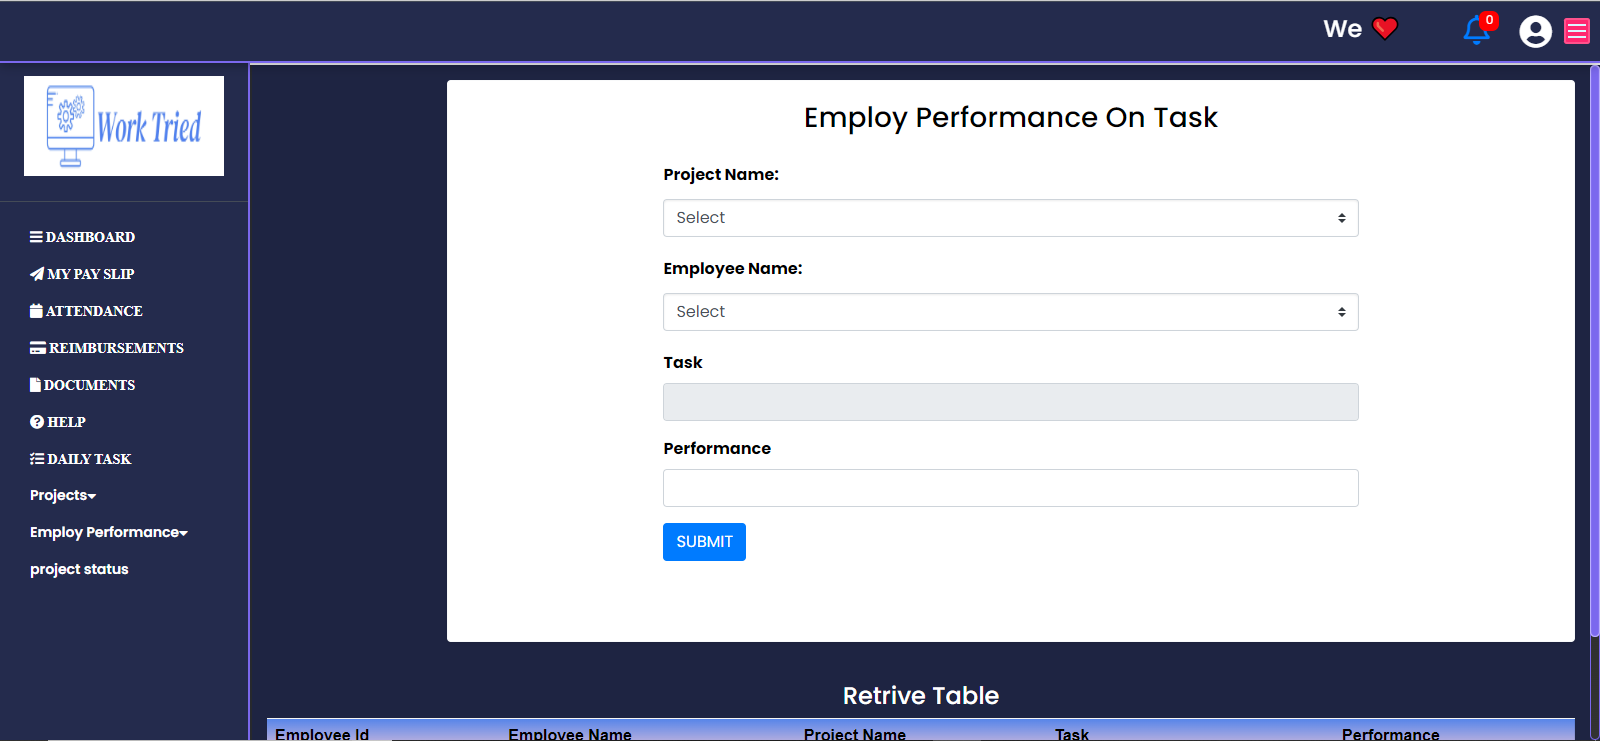 We
0
Work Tried
DASHBOARD
MY PAY SLIP
ATTENDANCE
REIMBURSEMENTS
DOCUMENTS
HELP
DAILY TASK
Projects
Employ Performance
project status
Employ Performance On Task
Project Name:
Select
Employee Name:
Select
Task
Performance
SUBMIT
Retrive Table
Employee Id Employee Name Project Name Task Performance